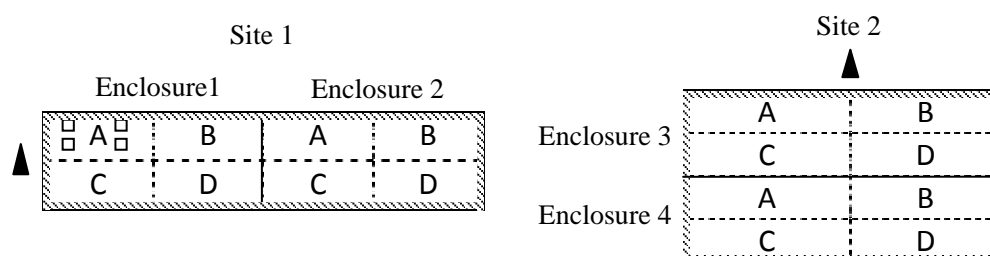 Site 1
Enclosure1 Enclosure 2
A B A B
C D C D
Site 2
Enclosure 3
A B
C D
Enclosure 4
A B
C D